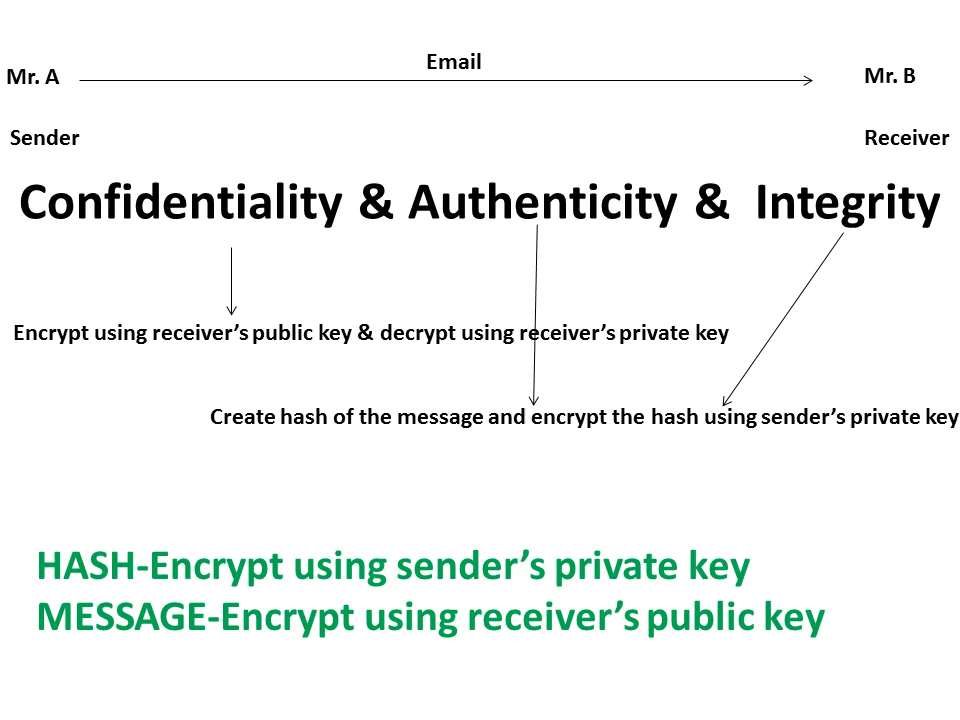 Email
Mr. A
Mr. B
Sender
Receiver
Confidentiality & Authenticity & Integrity
Encrypt using receiver’s public key & decrypt using receiver’s private key
Create hash of the message and encrypt the hash using sender’s private key
HASH-Encrypt using sender’s private key
MESSAGE-Encrypt using receiver’s public key